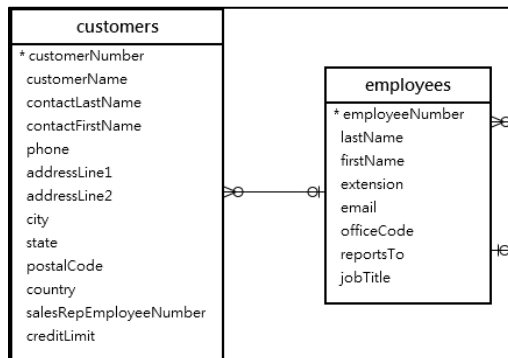 customers
* customerNumber
customerName
contactLastName
contactFirstName
phone
addressLine1
addressLine2
city
state
postalCode
country
salesRepEmployeeNumber
creditLimit
employees
* employeeNumber
lastName
firstName
extension
email
officeCode
reportsTo
jobTitle